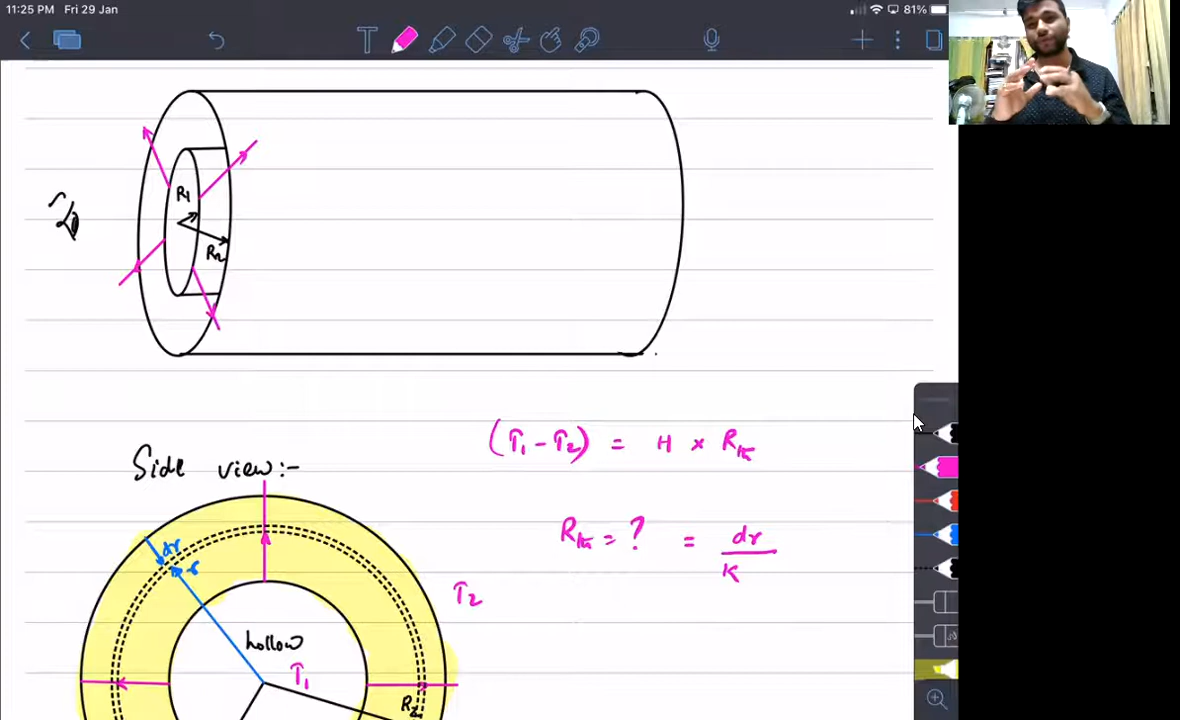 11:25 PM Fri 29 Jan
81%
T
R1
R2
(T1 - T2) = H × Rth
Side view :-
Rth = ? = dr / K
dr
r
T2
hollow
T1
R2